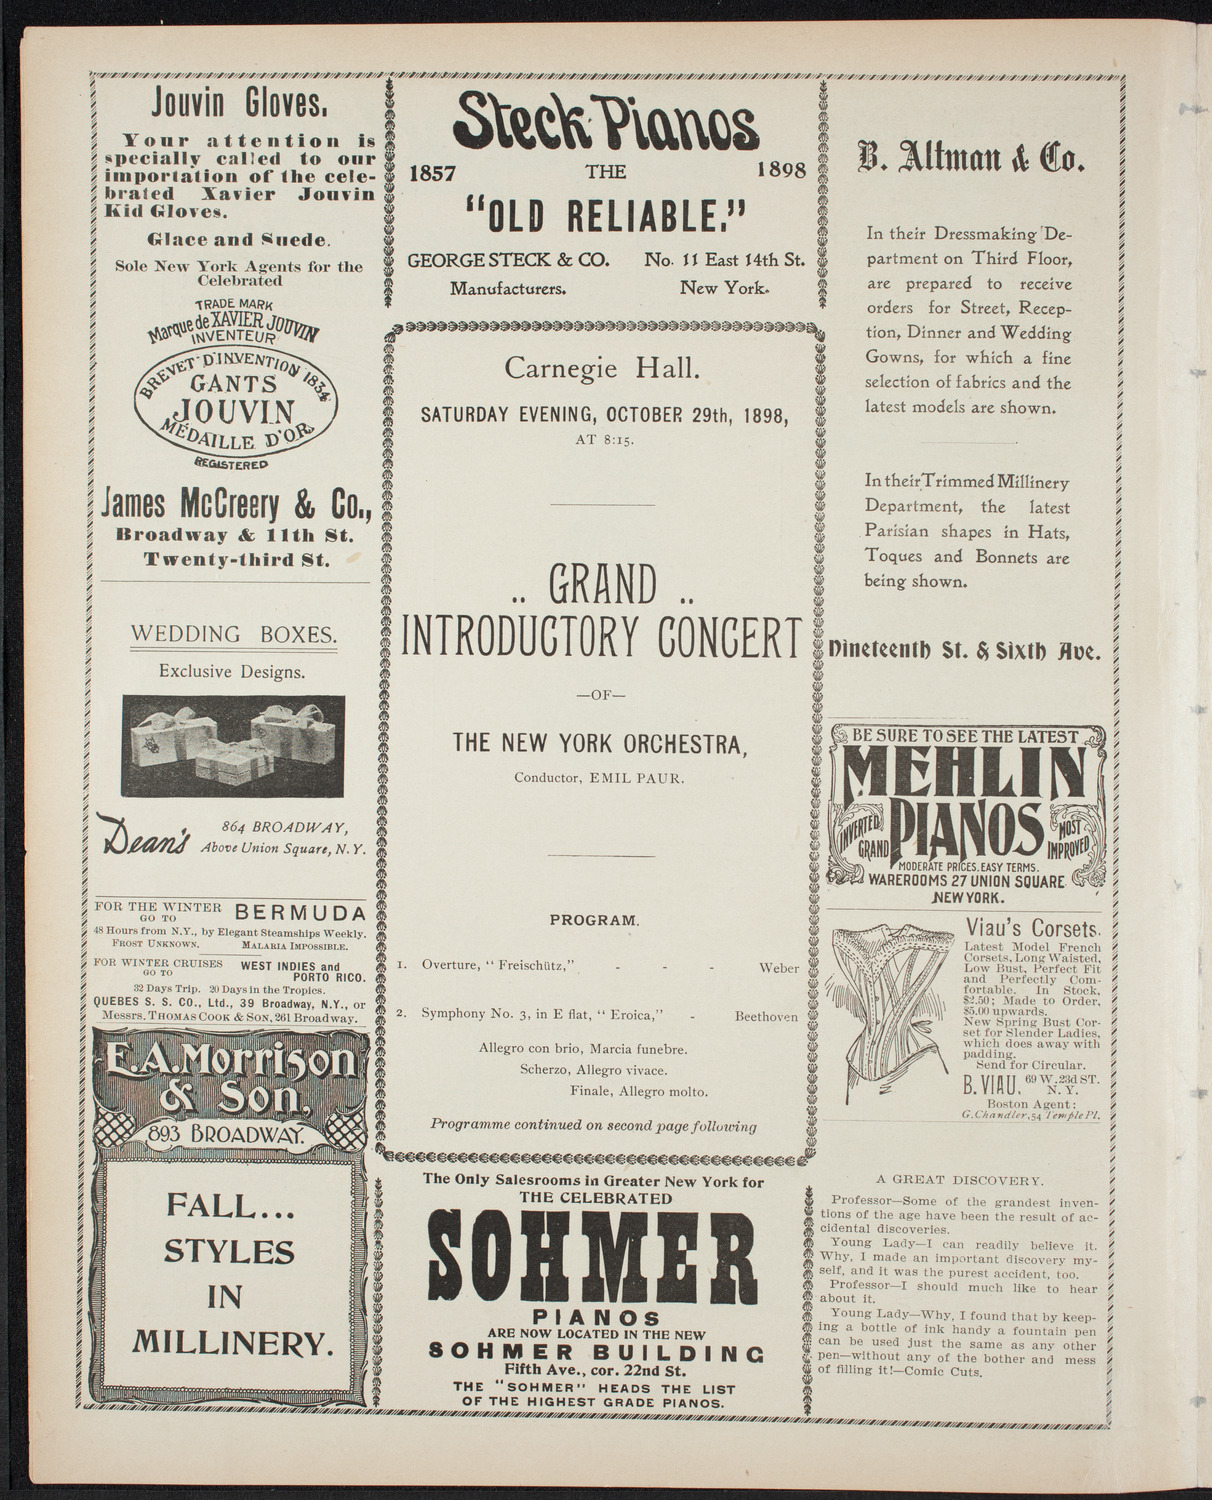 Jouvin Gloves.
Your attention is
specially called to our
importation of the cele-
brated Xavier Jouvin
Kid Gloves.
Glace and Suede.
Sole New York Agents for the
Celebrated
TRADE MARK
Marque de XAVIER JOUVIN
INVENTEUR
BREVET D'INVENTION 1834
GANTS
JOUVIN
MÉDAILLE D'OR
REGISTERED
James McCreery & Co.,
Broadway & 11th St.
Twenty-third St.
WEDDING BOXES.
Exclusive Designs.
Dean's
864 BROADWAY,
Above Union Square, N. Y.
FOR THE WINTER
GO TO
BERMUDA
48 Hours from N.Y., by Elegant Steamships Weekly.
FROST UNKNOWN. MALARIA IMPOSSIBLE.
FOR WINTER CRUISES
GO TO
WEST INDIES and
PORTO RICO.
32 Days Trip. 20 Days in the Tropics.
QUEBES S. S. CO., Ltd., 39 Broadway, N.Y., or
Messrs. THOMAS COOK & SON, 261 Broadway.
E.A. Morrison
& Son,
893 BROADWAY.
FALL...
STYLES
IN
MILLINERY.
Steck Pianos
1857 THE 1898
"OLD RELIABLE."
GEORGE STECK & CO. No. 11 East 14th St.
Manufacturers. New York.
Carnegie Hall.
SATURDAY EVENING, OCTOBER 29th, 1898,
AT 8:15.
.. GRAND ..
INTRODUCTORY CONCERT
—OF—
THE NEW YORK ORCHESTRA,
Conductor, EMIL PAUR.
PROGRAM.
1. Overture, "Freischütz," - - - Weber
2. Symphony No. 3, in E flat, "Eroica," - Beethoven
Allegro con brio, Marcia funebre.
Scherzo, Allegro vivace.
Finale, Allegro molto.
Programme continued on second page following
The Only Salesrooms in Greater New York for
THE CELEBRATED
SOHMER
PIANOS
ARE NOW LOCATED IN THE NEW
SOHMER BUILDING
Fifth Ave., cor. 22nd St.
THE "SOHMER" HEADS THE LIST
OF THE HIGHEST GRADE PIANOS.
B. Altman & Co.
In their Dressmaking De-
partment on Third Floor,
are prepared to receive
orders for Street, Recep-
tion, Dinner and Wedding
Gowns, for which a fine
selection of fabrics and the
latest models are shown.
In their Trimmed Millinery
Department, the latest
Parisian shapes in Hats,
Toques and Bonnets are
being shown.
Nineteenth St. & Sixth Ave.
BE SURE TO SEE THE LATEST
MEHLIN
PIANOS
INVERTED
GRAND
MOST
IMPROVED
MODERATE PRICES, EASY TERMS.
WAREROOMS 27 UNION SQUARE
NEW YORK.
Viau's Corsets.
Latest Model French
Corsets, Long Waisted,
Low Bust, Perfect Fit
and Perfectly Com-
fortable. In Stock,
$2.50; Made to Order,
$5.00 upwards.
New Spring Bust Cor-
set for Slender Ladies,
which does away with
padding.
Send for Circular.
B. VIAU, 69 W. 23d ST.
N. Y.
Boston Agent:
G. Chandler, 54 Temple Pl.
A GREAT DISCOVERY.
Professor—Some of the grandest inven-
tions of the age have been the result of ac-
cidental discoveries.
Young Lady—I can readily believe it.
Why, I made an important discovery my-
self, and it was the purest accident, too.
Professor—I should much like to hear
about it.
Young Lady—Why, I found that by keep-
ing a bottle of ink handy a fountain pen
can be used just the same as any other
pen—without any of the bother and mess
of filling it!—Comic Cuts.